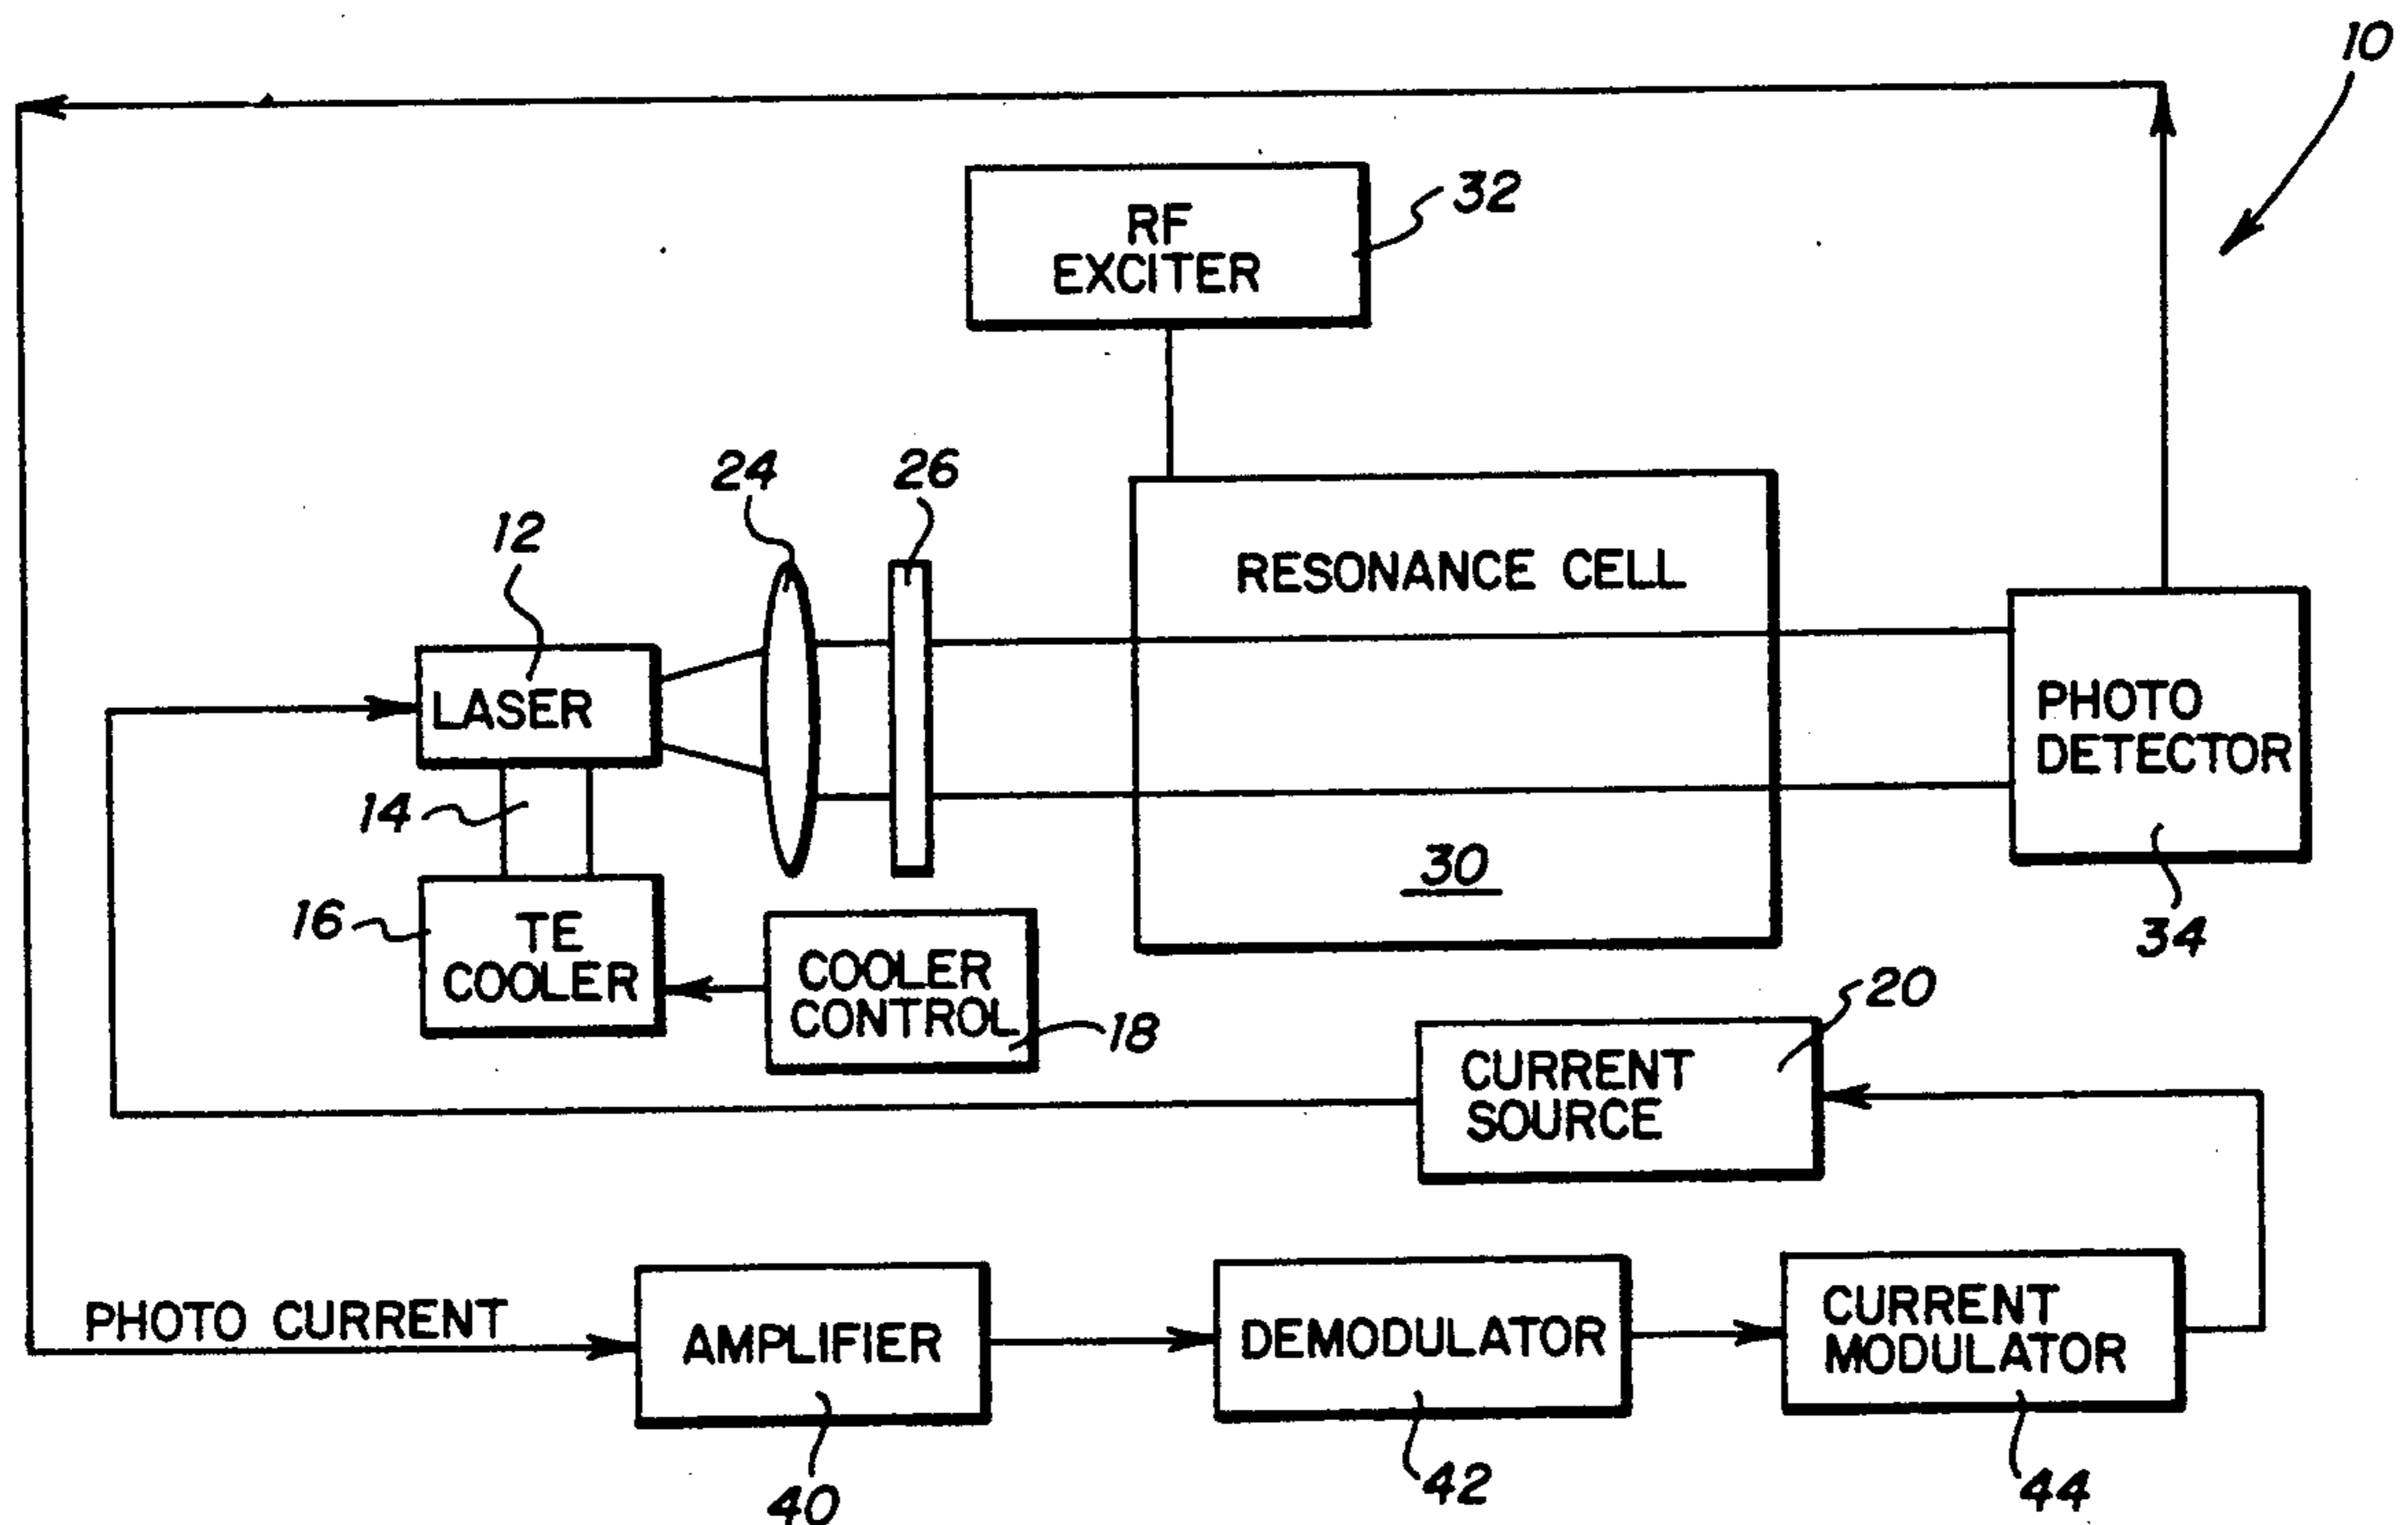 10
RF
EXCITER
32
24
26
12
RESONANCE CELL
LASER
PHOTO
DETECTOR
14
30
16
TE
COOLER
COOLER
CONTROL
18
34
20
CURRENT
SOURCE
PHOTO CURRENT
AMPLIFIER
DEMODULATOR
CURRENT
MODULATOR
40
42
44